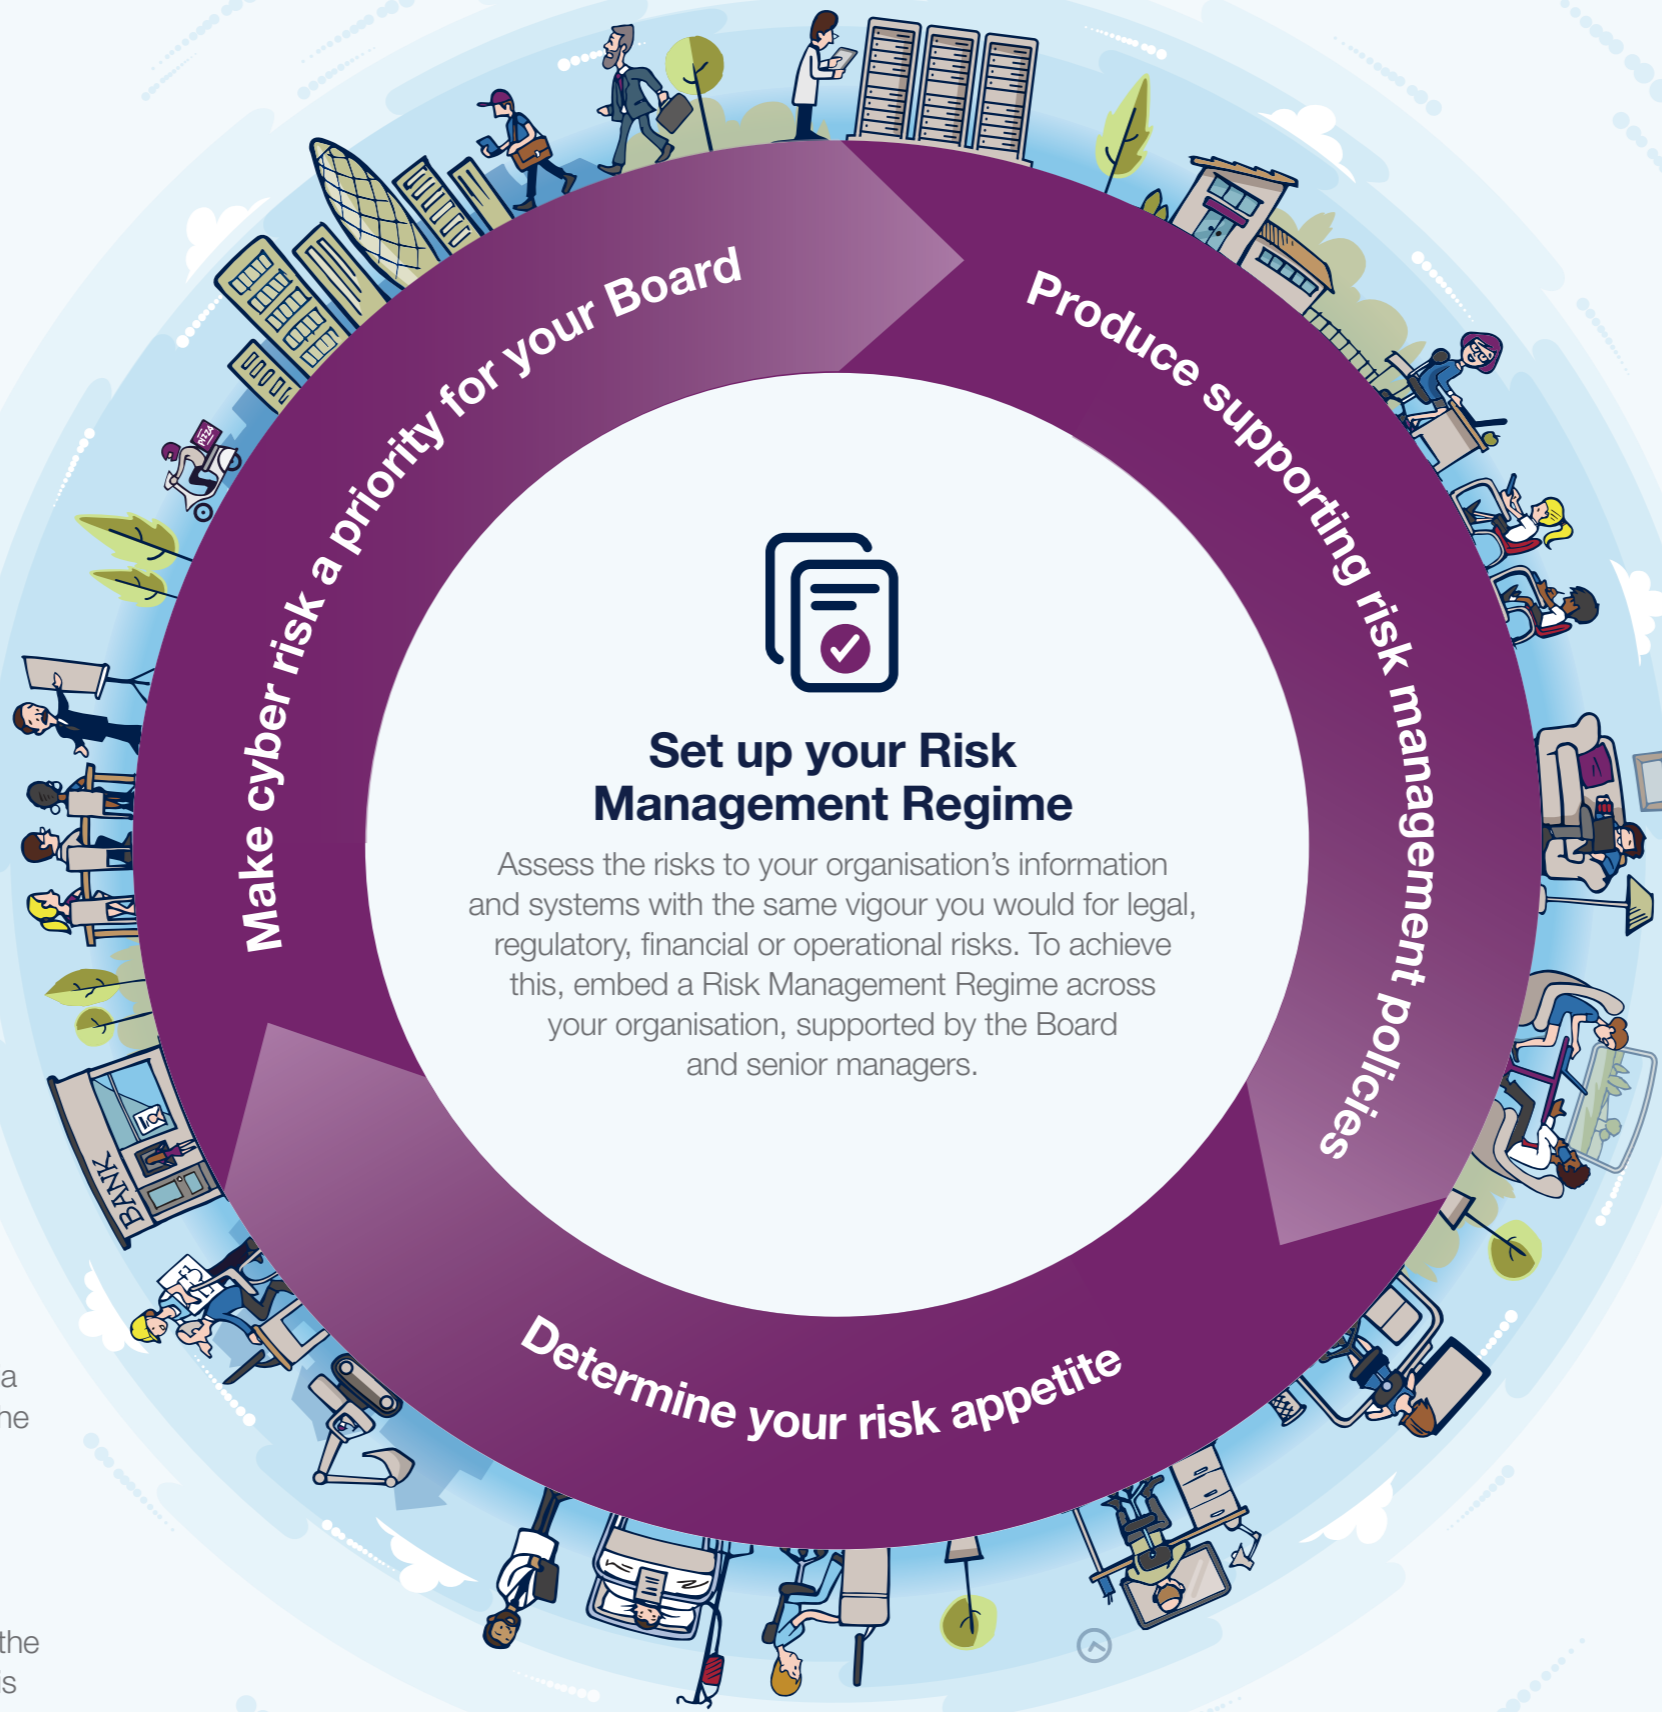 Make cyber risk a priority for your Board
Produce supporting risk management policies
Determine your risk appetite
Set up your Risk
Management Regime
Assess the risks to your organisation’s information
and systems with the same vigour you would for legal,
regulatory, financial or operational risks. To achieve
this, embed a Risk Management Regime across
your organisation, supported by the Board
and senior managers.
PIZZA
BANK
a
he
the
is